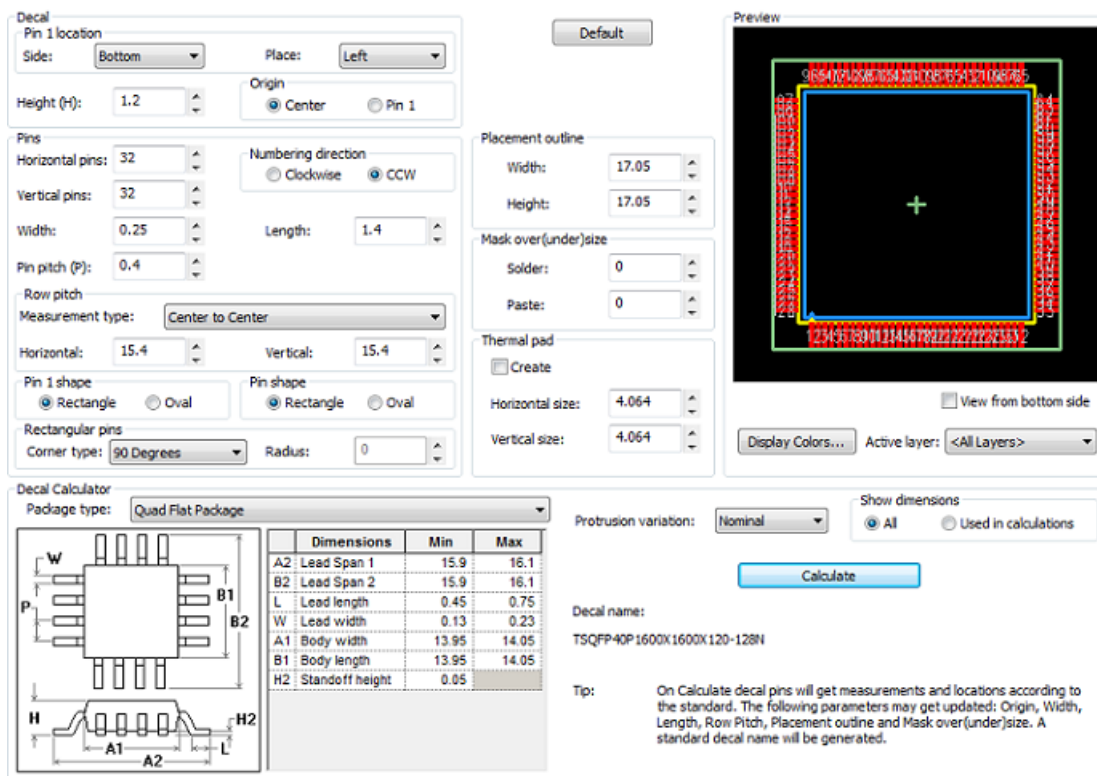 Decal
Pin 1 location
Side: Bottom Place: Left
Height (H): 1.2
Origin
Center Pin 1
Default
Pins
Horizontal pins: 32
Vertical pins: 32
Numbering direction
Clockwise CCW
Width: 0.25 Length: 1.4
Pin pitch (P): 0.4
Row pitch
Measurement type: Center to Center
Horizontal: 15.4 Vertical: 15.4
Pin 1 shape
Rectangle Oval
Pin shape
Rectangle Oval
Rectangular pins
Corner type: 90 Degrees Radius: 0
Placement outline
Width: 17.05
Height: 17.05
Mask over(under)size
Solder: 0
Paste: 0
Thermal pad
Create
Horizontal size: 4.064
Vertical size: 4.064
Preview
View from bottom side
Display Colors... Active layer: <All Layers>
Decal Calculator
Package type: Quad Flat Package
W
P
B1
B2
H
H2
A1
L
A2
Dimensions Min Max
A2 Lead Span 1 15.9 16.1
B2 Lead Span 2 15.9 16.1
L Lead length 0.45 0.75
W Lead width 0.13 0.23
A1 Body width 13.95 14.05
B1 Body length 13.95 14.05
H2 Standoff height 0.05
Protrusion variation: Nominal
Show dimensions
All Used in calculations
Calculate
Decal name:
TSQFP40P1600X1600X120-128N
Tip: On Calculate decal pins will get measurements and locations according to
the standard. The following parameters may get updated: Origin, Width,
Length, Row Pitch, Placement outline and Mask over(under)size. A
standard decal name will be generated.